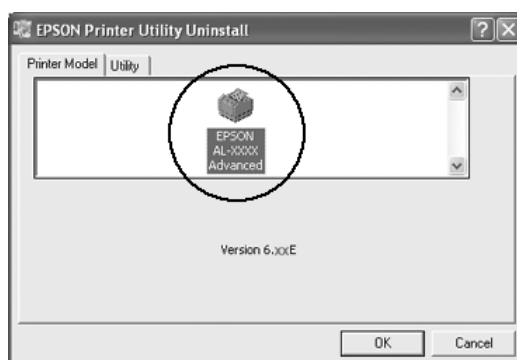 EPSON Printer Utility Uninstall
Printer Model
Utility
EPSON
AL-XXXX
Advanced
Version 6.xxE
OK
Cancel